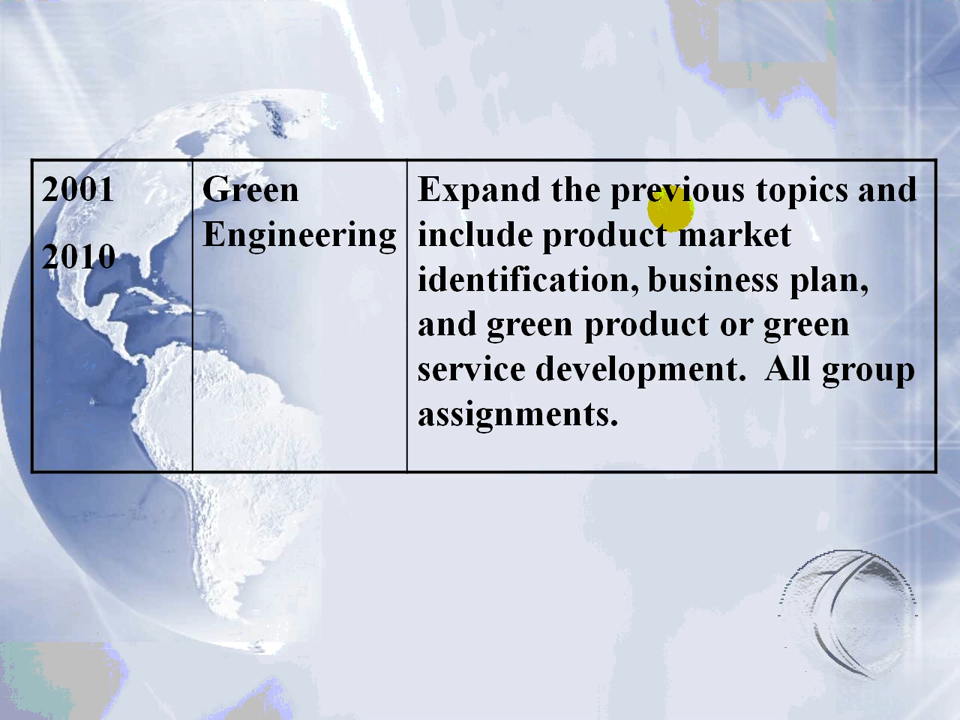 2001
2010
Green
Engineering
Expand the previous topics and
include product market
identification, business plan,
and green product or green
service development.  All group
assignments.